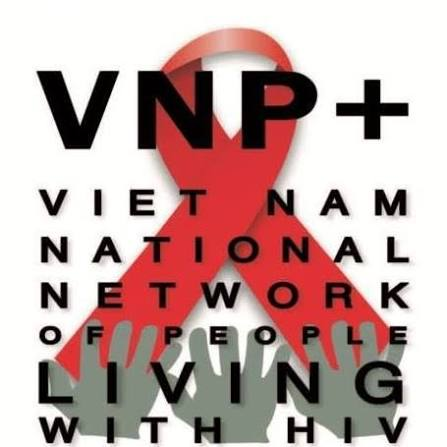 VNP+
VIET NAM
NATIONAL
NETWORK
OF PEOPLE
LIVING
WITH HIV